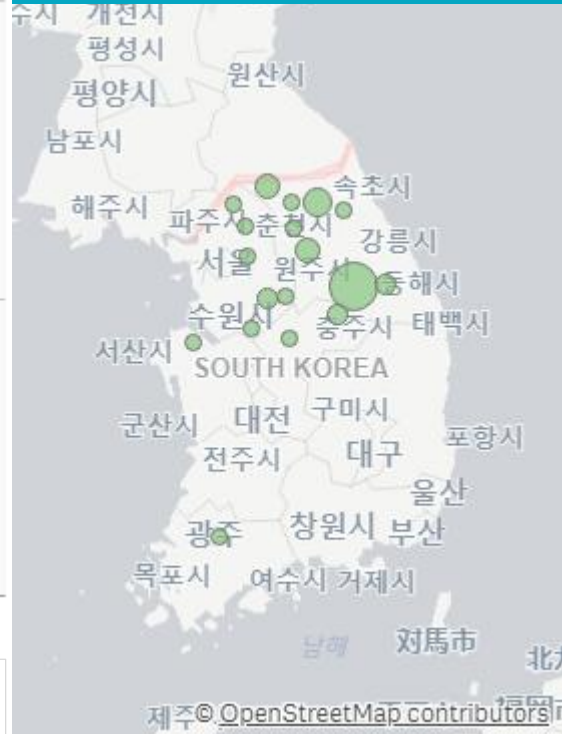 수시 개천시
평성시
원산시
평양시
남포시
속초시
해주시
파주시 춘천시
강릉시
서울 원주시
동해시
수원시
충주시 태백시
서산시
SOUTH KOREA
구미시
군산시 대전
포항시
전주시 대구
울산
광주 창원시 부산
목포시 여수시 거제시
남해 対馬市
北
제주 © OpenStreetMap contributors